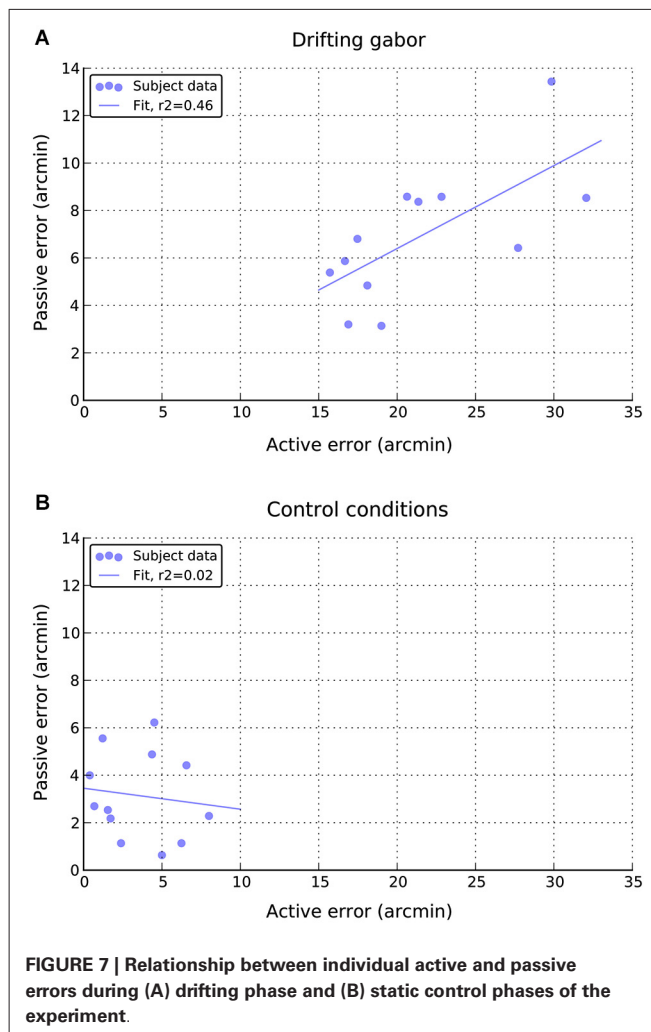 A
Drifting gabor
14
12
10
8
6
4
2
0
Passive error (arcmin)
Subject data
Fit, r2=0.46
0 5 10 15 20 25 30 35
Active error (arcmin)
B
Control conditions
14
12
10
8
6
4
2
0
Passive error (arcmin)
Subject data
Fit, r2=0.02
0 5 10 15 20 25 30 35
Active error (arcmin)
FIGURE 7 | Relationship between individual active and passive
errors during (A) drifting phase and (B) static control phases of the
experiment.